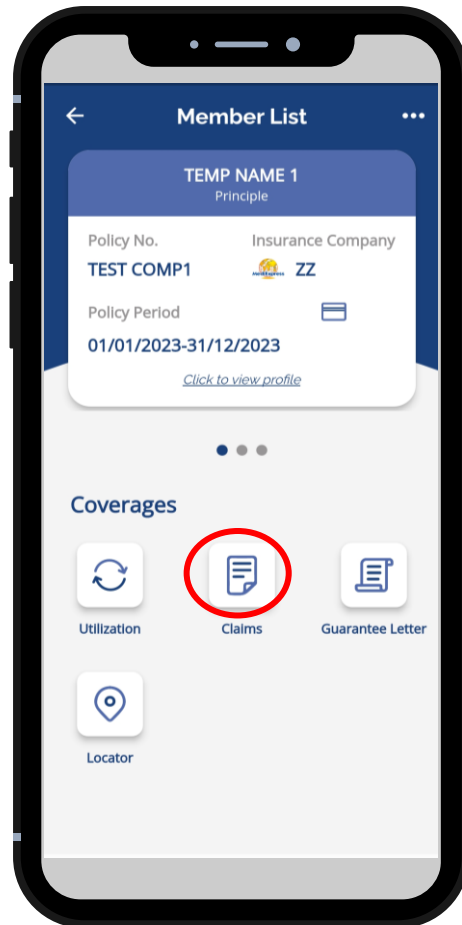 Member List
TEMP NAME 1
Principle
Policy No.
Insurance Company
TEST COMP1
ZZ
Policy Period
01/01/2023-31/12/2023
Click to view profile
Coverages
Utilization
Claims
Guarantee Letter
Locator